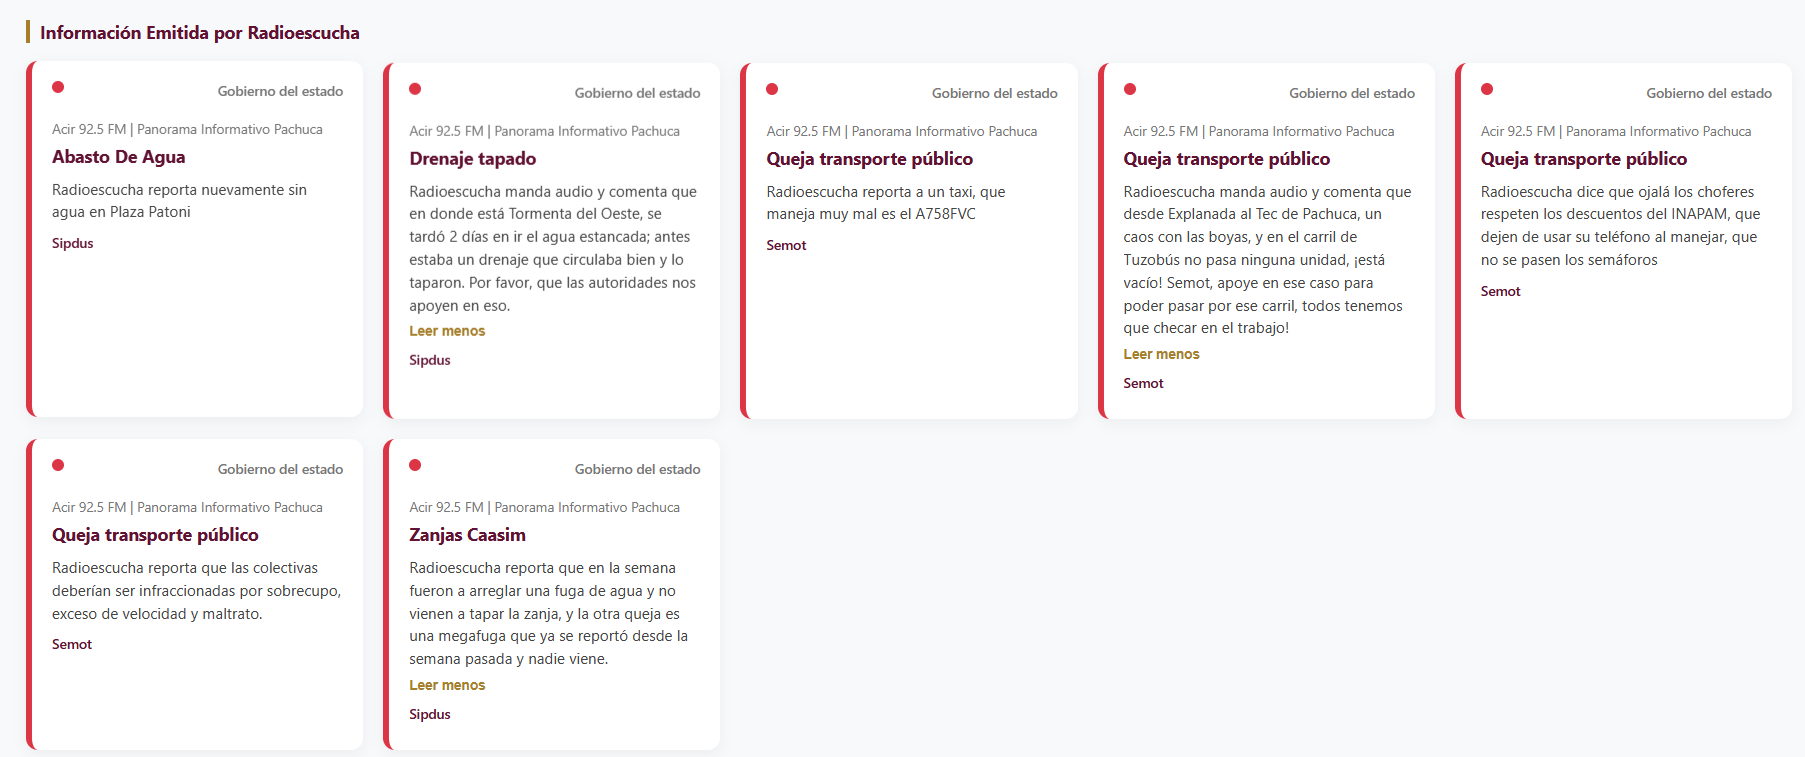 Información Emitida por Radioescucha
Gobierno del estado
Acir 92.5 FM | Panorama Informativo Pachuca
Abasto De Agua
Radioescucha reporta nuevamente sin
agua en Plaza Patoni
Sipdus
Gobierno del estado
Acir 92.5 FM | Panorama Informativo Pachuca
Drenaje tapado
Radioescucha manda audio y comenta que
en donde está Tormenta del Oeste, se
tardó 2 días en ir el agua estancada; antes
estaba un drenaje que circulaba bien y lo
taparon. Por favor, que las autoridades nos
apoyen en eso.
Leer menos
Sipdus
Gobierno del estado
Acir 92.5 FM | Panorama Informativo Pachuca
Queja transporte público
Radioescucha reporta a un taxi, que
maneja muy mal es el A758FVC
Semot
Gobierno del estado
Acir 92.5 FM | Panorama Informativo Pachuca
Queja transporte público
Radioescucha manda audio y comenta que
desde Explanada al Tec de Pachuca, un
caos con las boyas, y en el carril de
Tuzobús no pasa ninguna unidad, ¡está
vacío! Semot, apoye en ese caso para
poder pasar por ese carril, todos tenemos
que checar en el trabajo!
Leer menos
Semot
Gobierno del estado
Acir 92.5 FM | Panorama Informativo Pachuca
Queja transporte público
Radioescucha dice que ojalá los choferes
respeten los descuentos del INAPAM, que
dejen de usar su teléfono al manejar, que
no se pasen los semáforos
Semot
Gobierno del estado
Acir 92.5 FM | Panorama Informativo Pachuca
Queja transporte público
Radioescucha reporta que las colectivas
deberían ser infraccionadas por sobrecupo,
exceso de velocidad y maltrato.
Semot
Gobierno del estado
Acir 92.5 FM | Panorama Informativo Pachuca
Zanjas Caasim
Radioescucha reporta que en la semana
fueron a arreglar una fuga de agua y no
vienen a tapar la zanja, y la otra queja es
una megafuga que ya se reportó desde la
semana pasada y nadie viene.
Leer menos
Sipdus